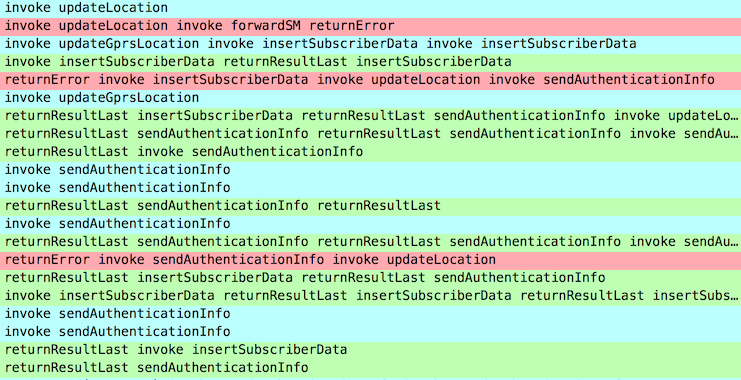 invoke updateLocation
invoke updateLocation invoke forwardSM returnError
invoke updateGprsLocation invoke insertSubscriberData invoke insertSubscriberData
invoke insertSubscriberData returnResultLast insertSubscriberData
returnError invoke insertSubscriberData invoke updateLocation invoke sendAuthenticationInfo
invoke updateGprsLocation
returnResultLast insertSubscriberData returnResultLast sendAuthenticationInfo invoke updateLo…
returnResultLast sendAuthenticationInfo returnResultLast sendAuthenticationInfo invoke sendAu…
returnResultLast invoke sendAuthenticationInfo
invoke sendAuthenticationInfo
invoke sendAuthenticationInfo
returnResultLast sendAuthenticationInfo returnResultLast
invoke sendAuthenticationInfo
returnResultLast sendAuthenticationInfo returnResultLast sendAuthenticationInfo invoke sendAu…
returnError invoke sendAuthenticationInfo invoke updateLocation
returnResultLast insertSubscriberData returnResultLast sendAuthenticationInfo
invoke insertSubscriberData returnResultLast insertSubscriberData returnResultLast insertSubs…
invoke sendAuthenticationInfo
invoke sendAuthenticationInfo
returnResultLast invoke insertSubscriberData
returnResultLast sendAuthenticationInfo